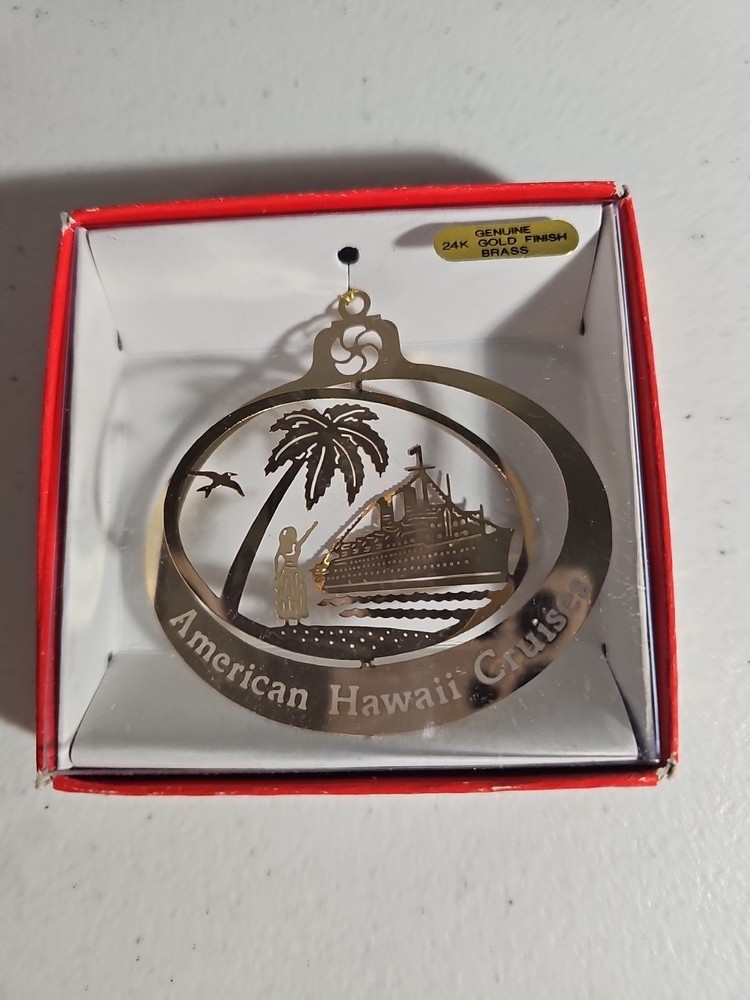 GENUINE
24K GOLD FINISH
BRASS
American Hawaii Cruises